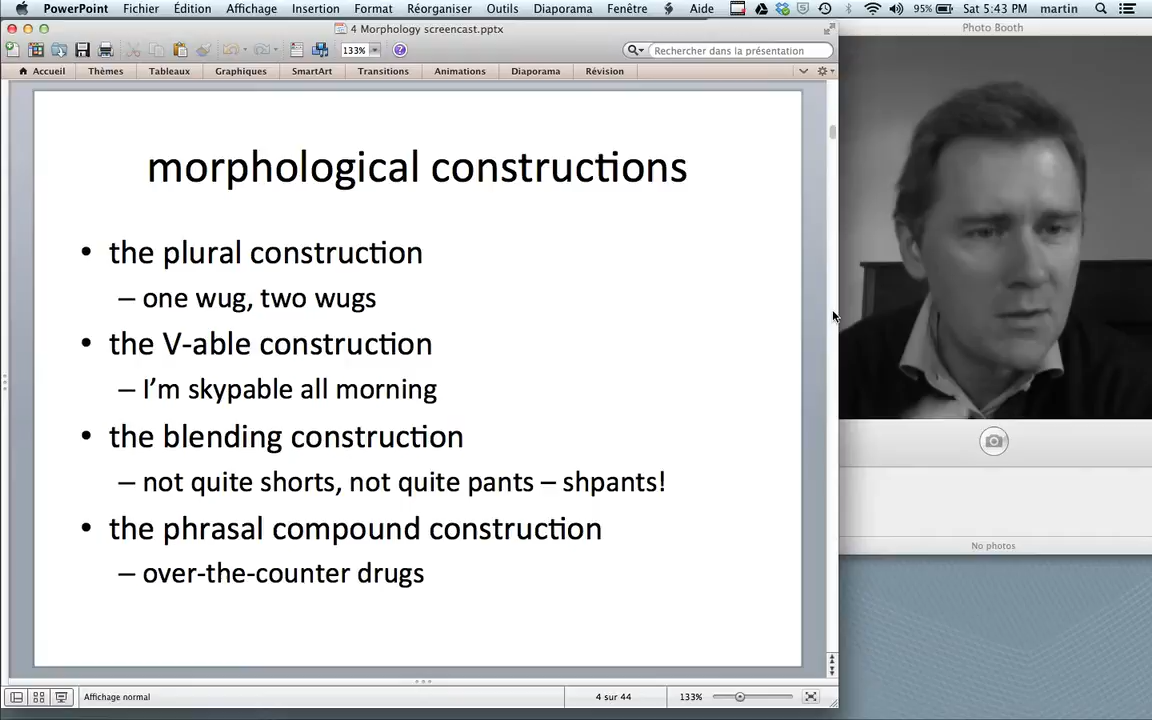 PowerPoint Fichier Édition Affichage Insertion Format Réorganiser Outils Diaporama Fenêtre Aide 95% Sat 5:43 PM martin
4 Morphology screencast.pptx
Photo Booth
133% Rechercher dans la présentation
Accueil Thèmes Tableaux Graphiques SmartArt Transitions Animations Diaporama Révision
morphological constructions
• the plural construction
– one wug, two wugs
• the V-able construction
– I’m skypable all morning
• the blending construction
– not quite shorts, not quite pants – shpants!
• the phrasal compound construction
– over-the-counter drugs
No photos
Affichage normal 4 sur 44 133%